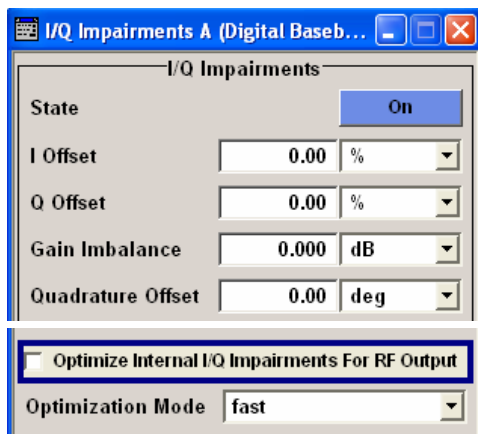 I/Q Impairments A (Digital Baseb...
I/Q Impairments
State On
I Offset 0.00 %
Q Offset 0.00 %
Gain Imbalance 0.000 dB
Quadrature Offset 0.00 deg
Optimize Internal I/Q Impairments For RF Output
Optimization Mode fast